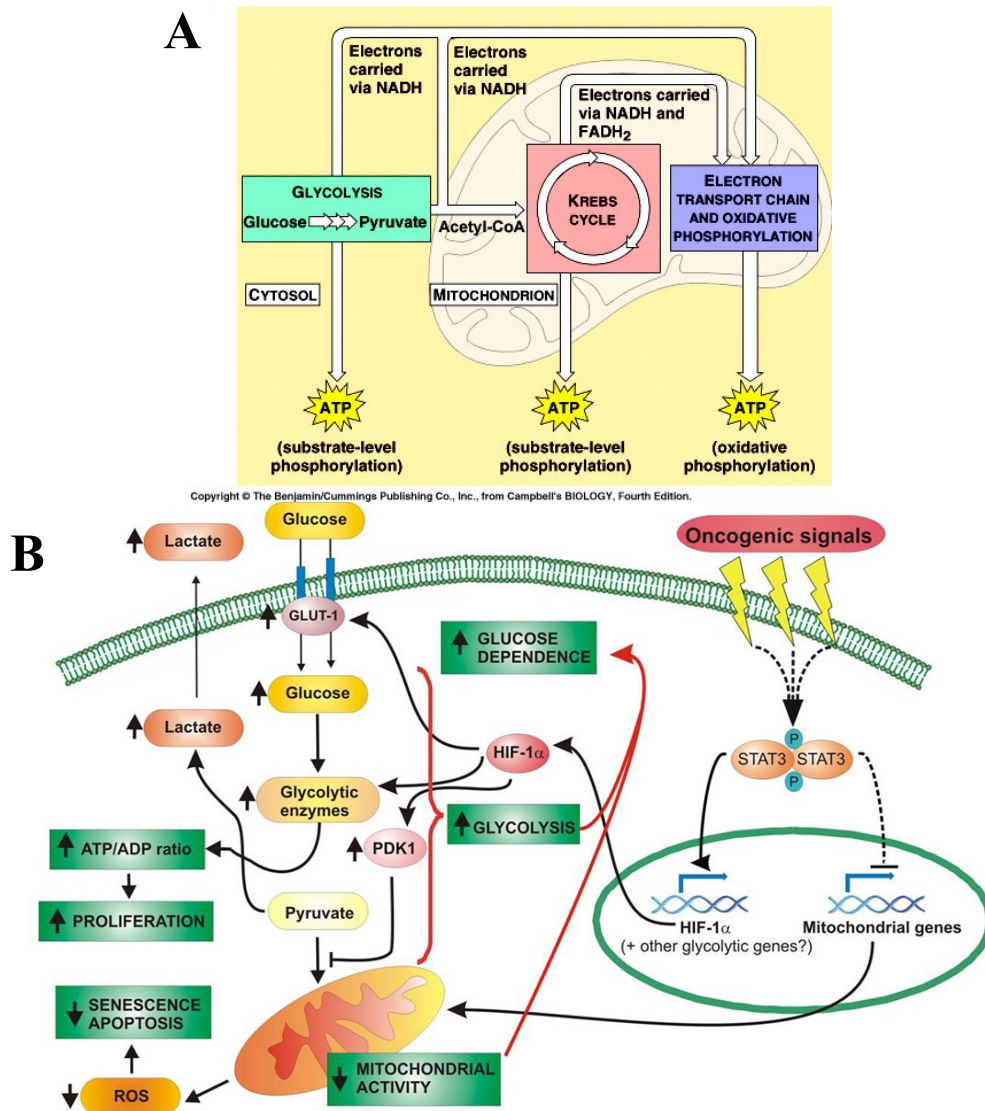 A
Electrons
carried
via NADH
Electrons
carried
via NADH
Electrons carried
via NADH and
FADH2
GLYCOLYSIS
Glucose Pyruvate
Acetyl-CoA
KREBS
CYCLE
ELECTRON
TRANSPORT CHAIN
AND OXIDATIVE
PHOSPHORYLATION
CYTOSOL
MITOCHONDRION
ATP
ATP
ATP
(substrate-level
phosphorylation)
(substrate-level
phosphorylation)
(oxidative
phosphorylation)
Copyright © The Benjamin/Cummings Publishing Co., Inc., from Campbell's BIOLOGY, Fourth Edition.
B
Lactate
Glucose
Oncogenic signals
GLUT-1
GLUCOSE
DEPENDENCE
Glucose
Lactate
HIF-1α
P
STAT3 STAT3
P
Glycolytic
enzymes
GLYCOLYSIS
PDK1
ATP/ADP ratio
PROLIFERATION
Pyruvate
HIF-1α
(+ other glycolytic genes?)
Mitochondrial genes
SENESCENCE
APOPTOSIS
MITOCHONDRIAL
ACTIVITY
ROS